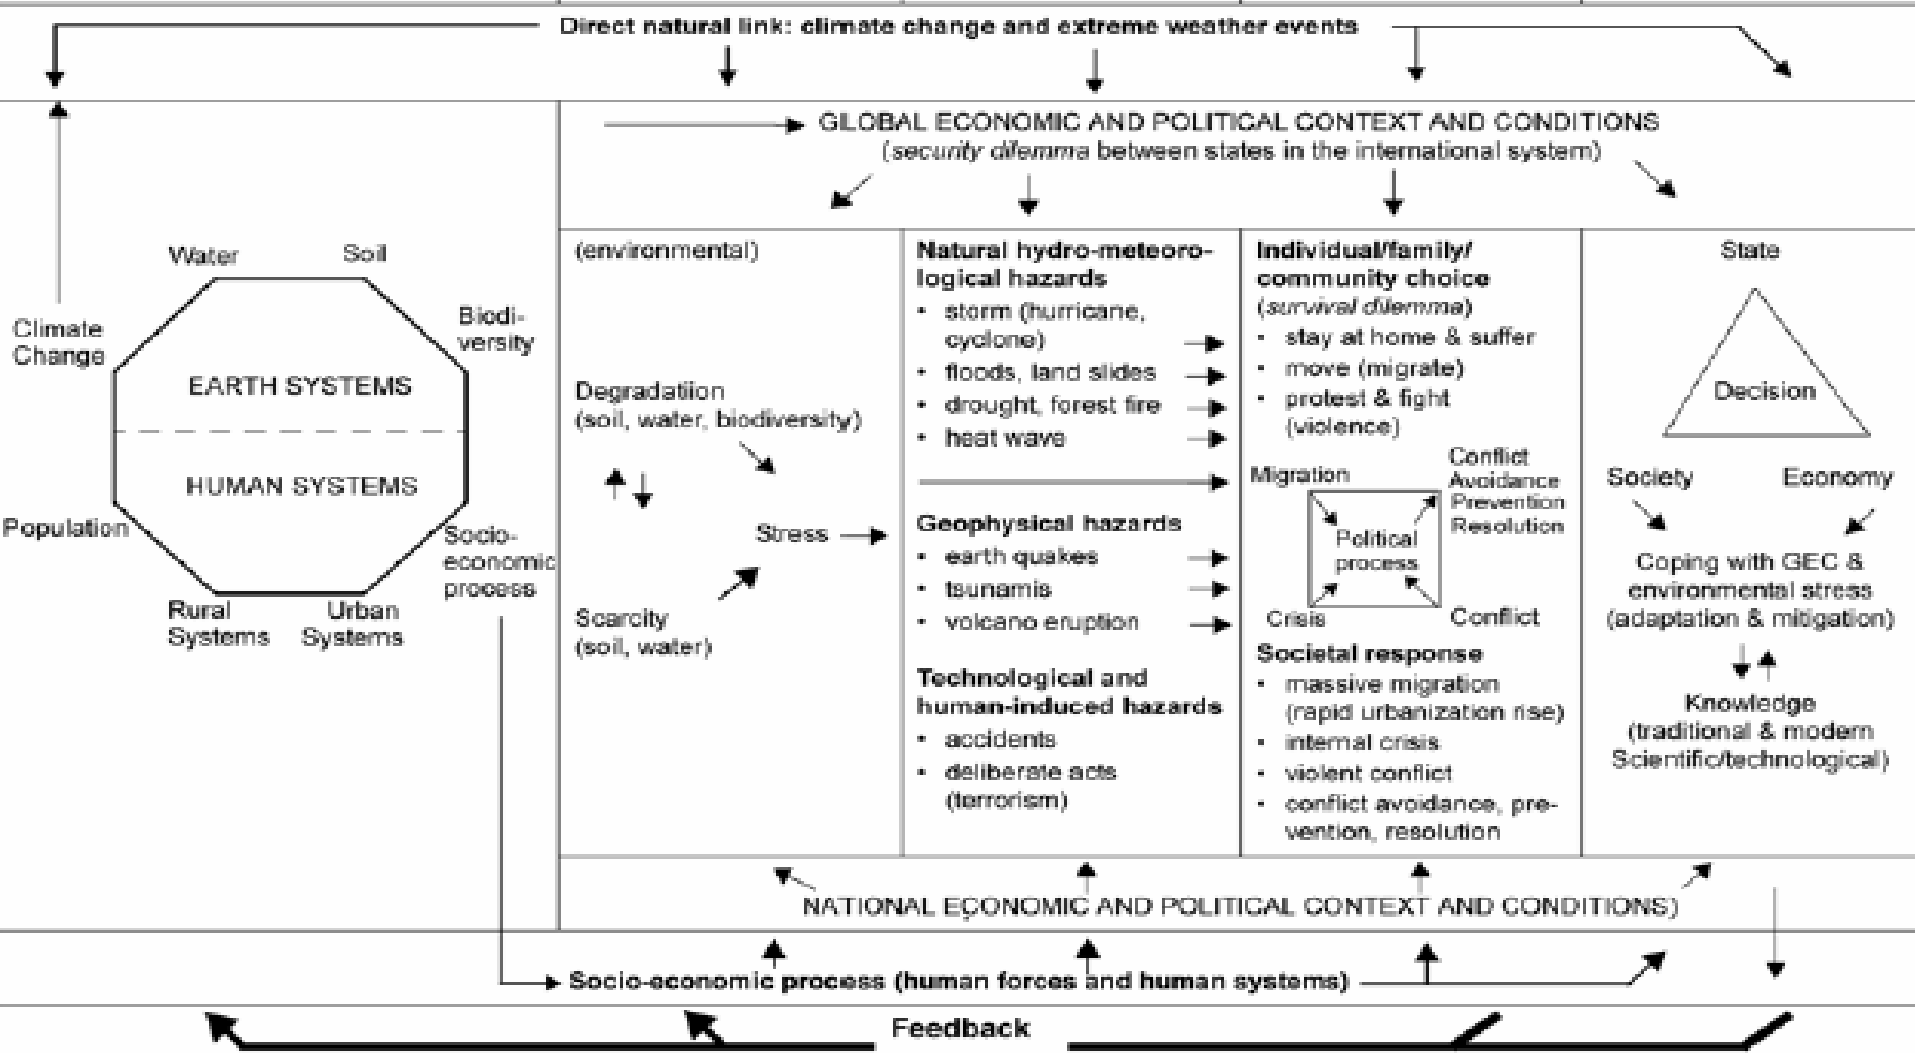 Direct natural link: climate change and extreme weather events
GLOBAL ECONOMIC AND POLITICAL CONTEXT AND CONDITIONS
(security dilemma between states in the international system)
Water
Soil
Climate
Change
Biodi-
versity
EARTH SYSTEMS
HUMAN SYSTEMS
Population
Socio-
economic
process
Rural
Systems
Urban
Systems
(environmental)
Degradatiion
(soil, water, biodiversity)
Stress
Scarcity
(soil, water)
Natural hydro-meteoro-
logical hazards
• storm (hurricane,
cyclone)
• floods, land slides
• drought, forest fire
• heat wave
Geophysical hazards
• earth quakes
• tsunamis
• volcano eruption
Technological and
human-induced hazards
• accidents
• deliberate acts
(terrorism)
Individual/family/
community choice
(survival dilemma)
• stay at home & suffer
• move (migrate)
• protest & fight
(violence)
Migration
Conflict
Avoidance
Prevention
Resolution
Political
process
Crisis
Conflict
Societal response
• massive migration
(rapid urbanization rise)
• internal crisis
• violent conflict
• conflict avoidance, pre-
vention, resolution
State
Decision
Society
Economy
Coping with GEC &
environmental stress
(adaptation & mitigation)
Knowledge
(traditional & modern
Scientific/technological)
NATIONAL ECONOMIC AND POLITICAL CONTEXT AND CONDITIONS)
Socio-economic process (human forces and human systems)
Feedback